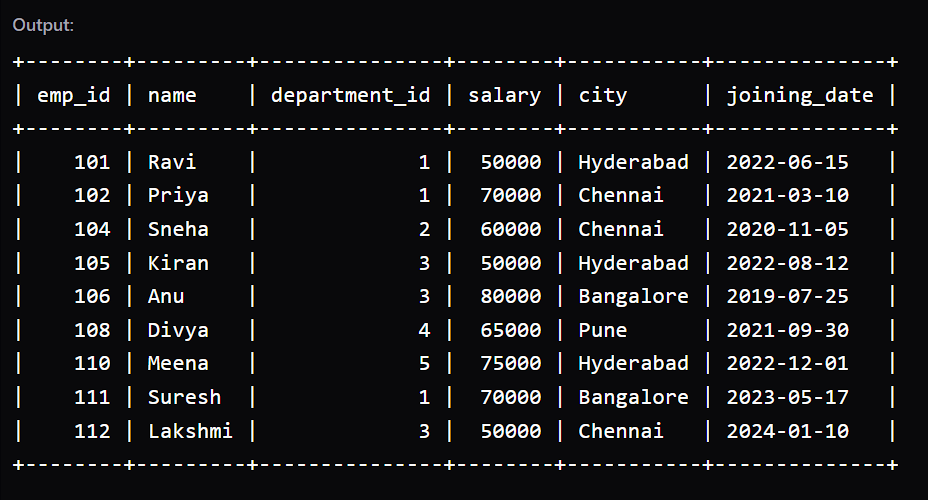 Output:
+--------+---------+---------------+--------+-----------+--------------+
| emp_id | name    | department_id | salary | city      | joining_date |
+--------+---------+---------------+--------+-----------+--------------+
|    101 | Ravi    |             1 |  50000 | Hyderabad | 2022-06-15   |
|    102 | Priya   |             1 |  70000 | Chennai   | 2021-03-10   |
|    104 | Sneha   |             2 |  60000 | Chennai   | 2020-11-05   |
|    105 | Kiran   |             3 |  50000 | Hyderabad | 2022-08-12   |
|    106 | Anu     |             3 |  80000 | Bangalore | 2019-07-25   |
|    108 | Divya   |             4 |  65000 | Pune      | 2021-09-30   |
|    110 | Meena   |             5 |  75000 | Hyderabad | 2022-12-01   |
|    111 | Suresh  |             1 |  70000 | Bangalore | 2023-05-17   |
|    112 | Lakshmi |             3 |  50000 | Chennai   | 2024-01-10   |
+--------+---------+---------------+--------+-----------+--------------+